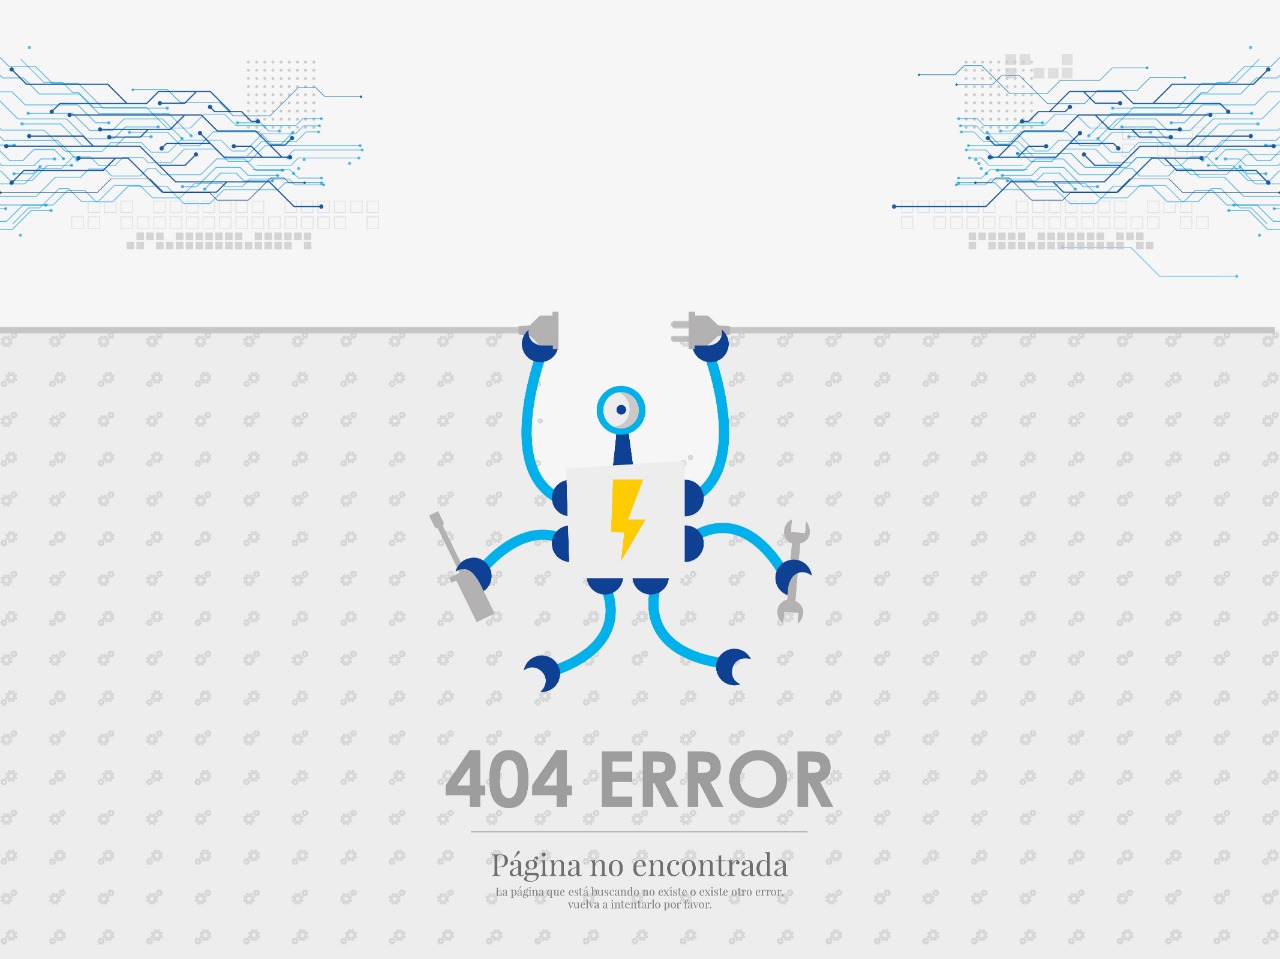 404 ERROR
Página no encontrada
La página que está buscando no existe o existe otro error,
vuelva a intentarlo por favor.